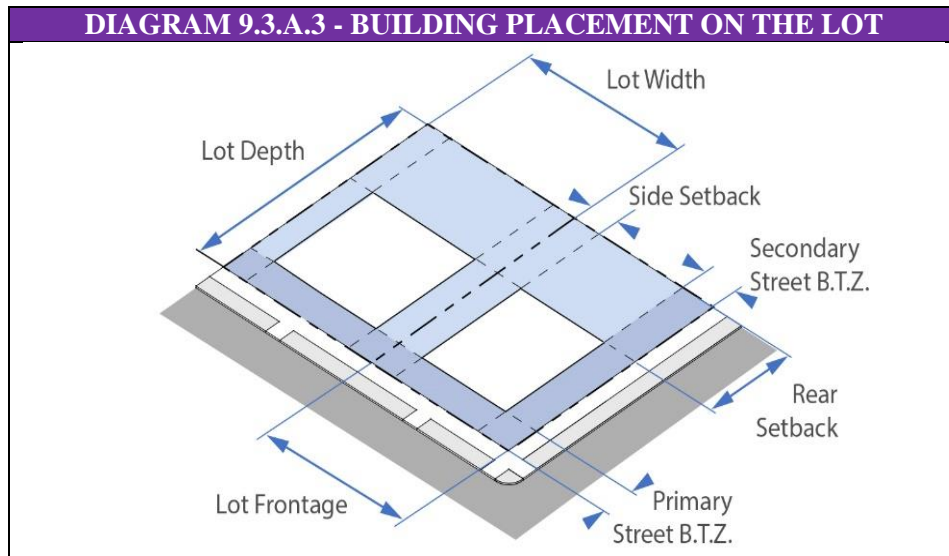 DIAGRAM 9.3.A.3 - BUILDING PLACEMENT ON THE LOT
Lot Width
Lot Depth
Side Setback
Secondary
Street B.T.Z.
Rear
Setback
Lot Frontage
Primary
Street B.T.Z.